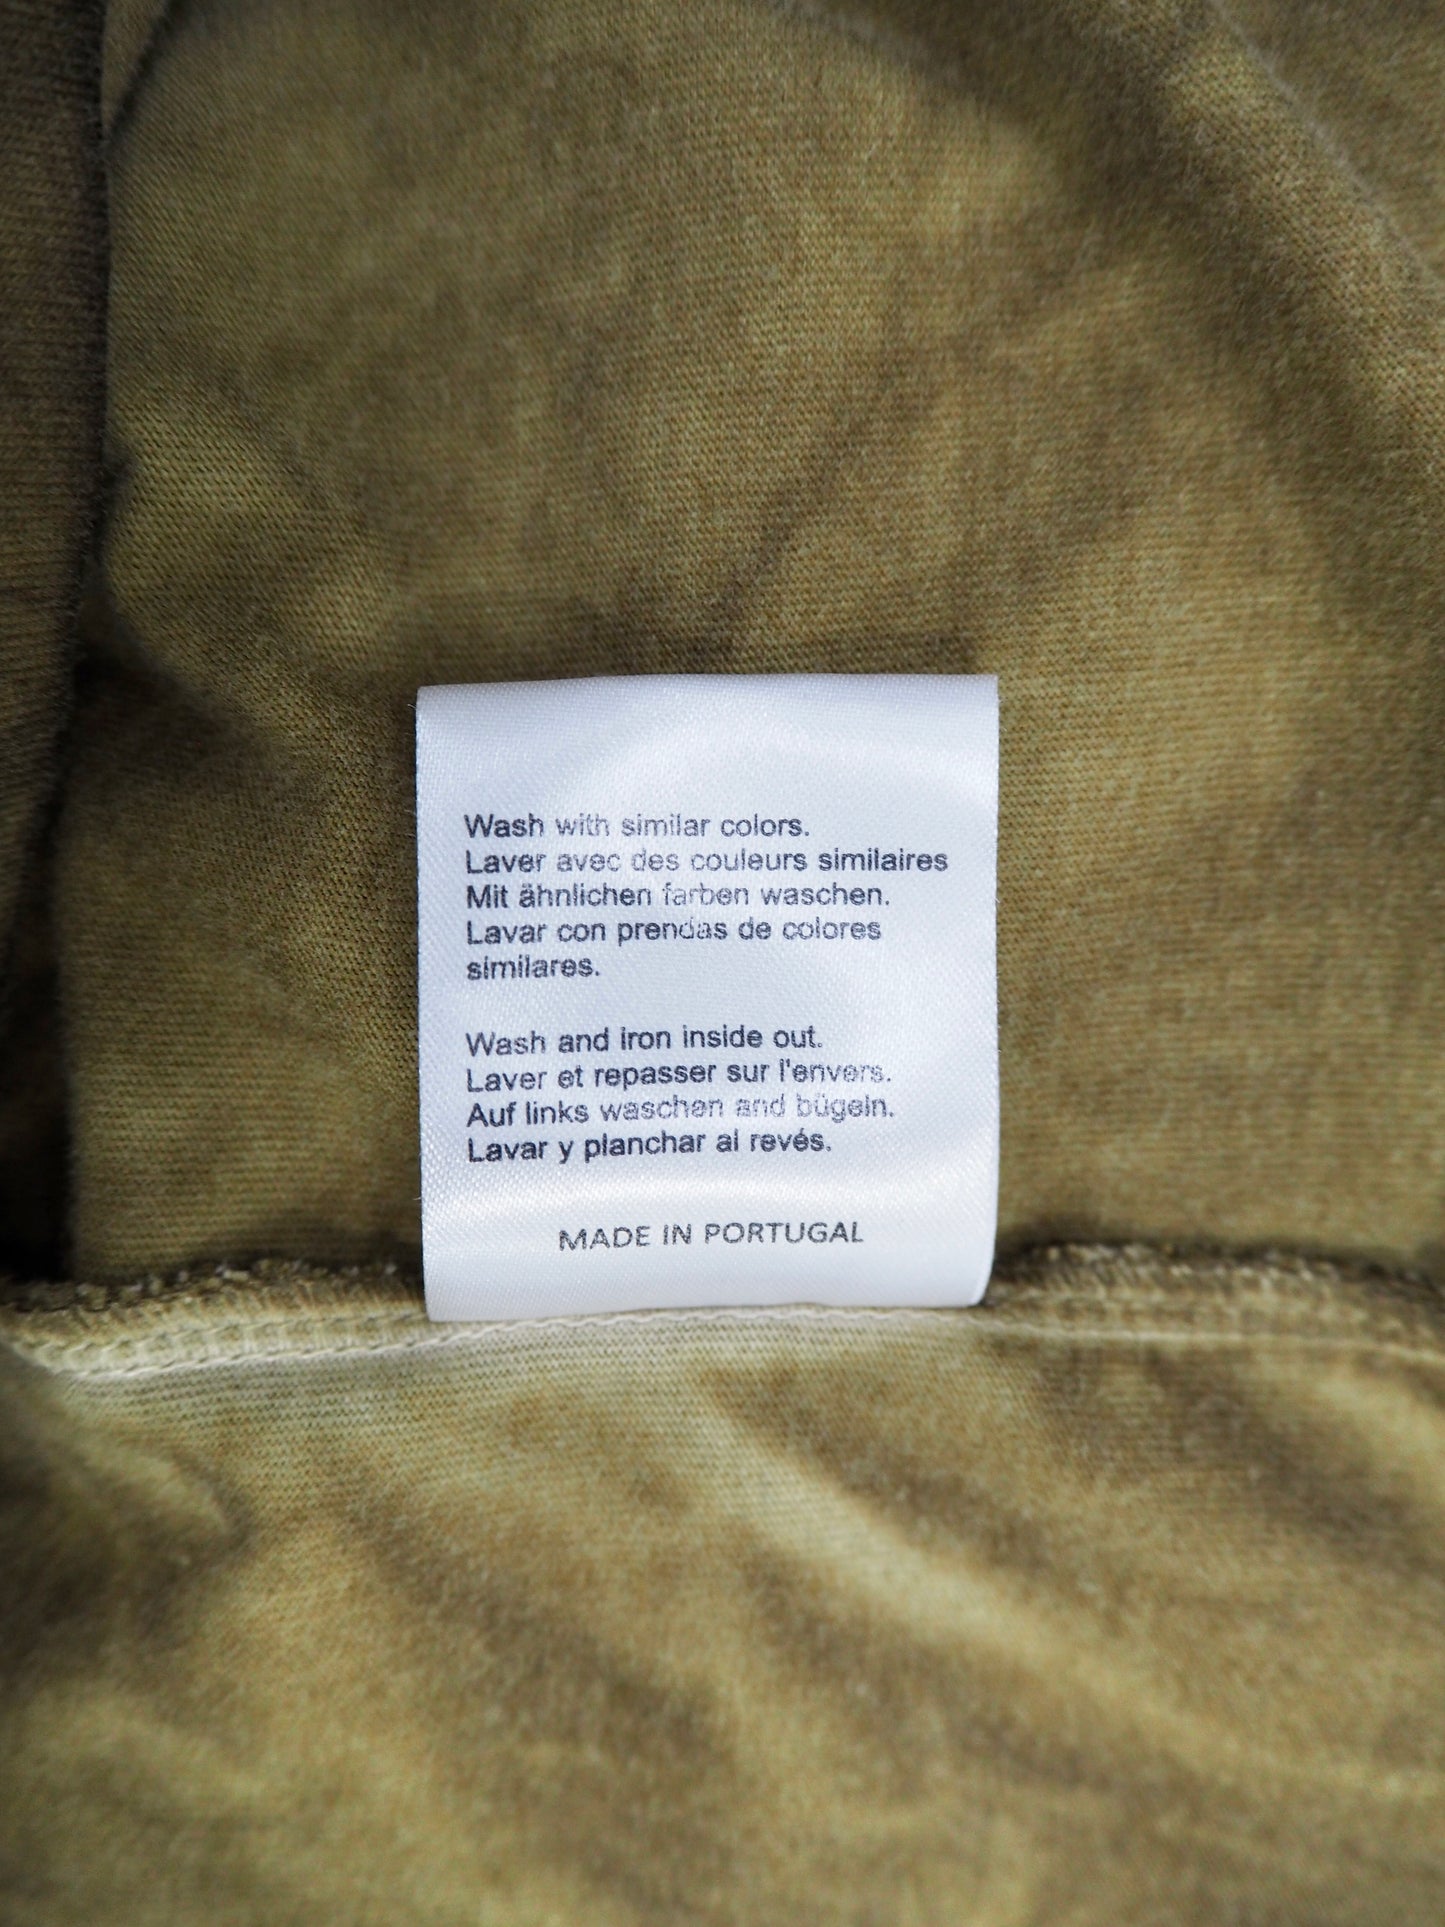 Wash with similar colors.
Laver avec des couleurs similaires
Mit ähnlichen farben waschen.
Lavar con prendas de colores
similares.
Wash and iron inside out.
Laver et repasser sur l'envers.
Auf links waschen and bügeln.
Lavar y planchar al revés.
MADE IN PORTUGAL